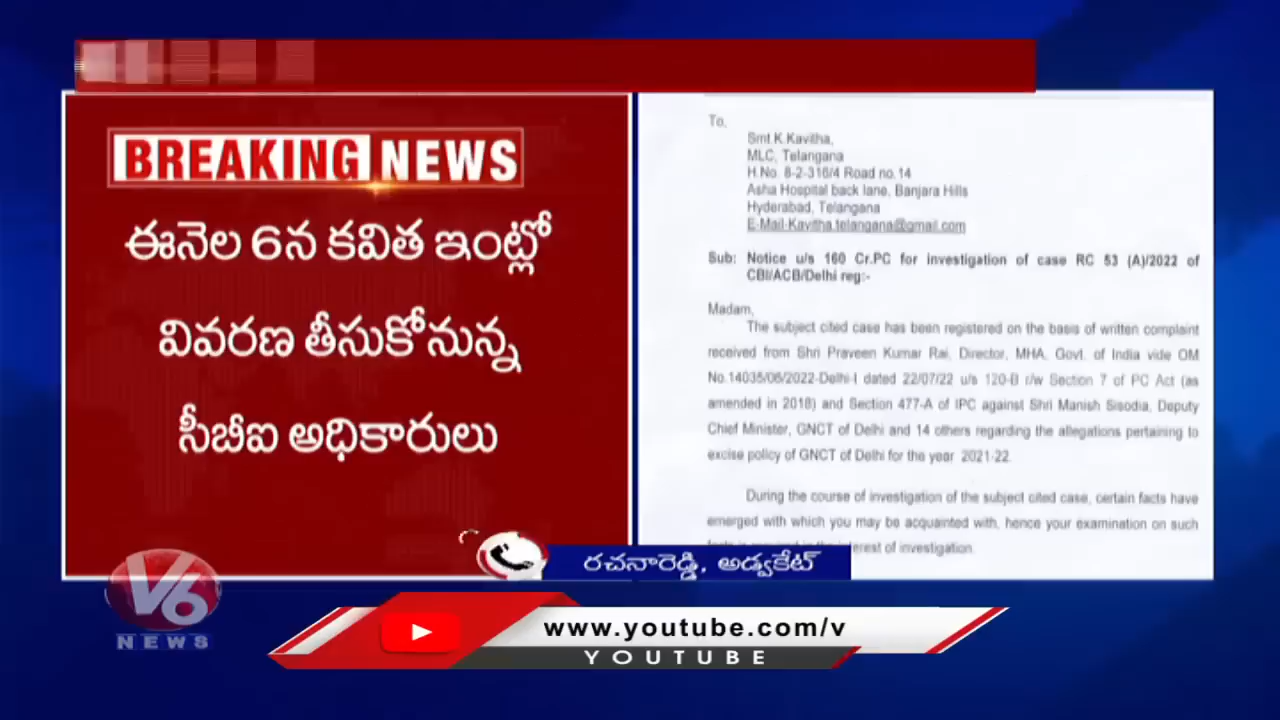 BREAKING NEWS
ఈనెల 6న కవిత ఇంట్లో
వివరణ తీసుకోనున్న
సీబీఐ అధికారులు
To,
Smt K.Kavitha,
MLC, Telangana
H.No. 8-2-316/4 Road no.14
Asha Hospital back lane, Banjara Hills
Hyderabad, Telangana
E-Mail-Kavitha.telangana@gmail.com
Sub: Notice u/s 160 Cr.PC for investigation of case RC 53 (A)/2022 of
CBI/ACB/Delhi reg:-
Madam,
The subject cited case has been registered on the basis of written complaint
received from Shri Praveen Kumar Rai, Director, MHA, Govt. of India vide OM
No.14035/06/2022-Delhi-I dated 22/07/22 u/s 120-B r/w Section 7 of PC Act (as
amended in 2018) and Section 477-A of IPC against Shri Manish Sisodia, Deputy
Chief Minister, GNCT of Delhi and 14 others regarding the allegations pertaining to
excise policy of GNCT of Delhi for the year 2021-22.
During the course of investigation of the subject cited case, certain facts have
emerged with which you may be acquainted with, hence your examination on such
of investigation.
రచనారెడ్డి, అడ్వకేట్
V6
NEWS
www.youtube.com/v
YOUTUBE